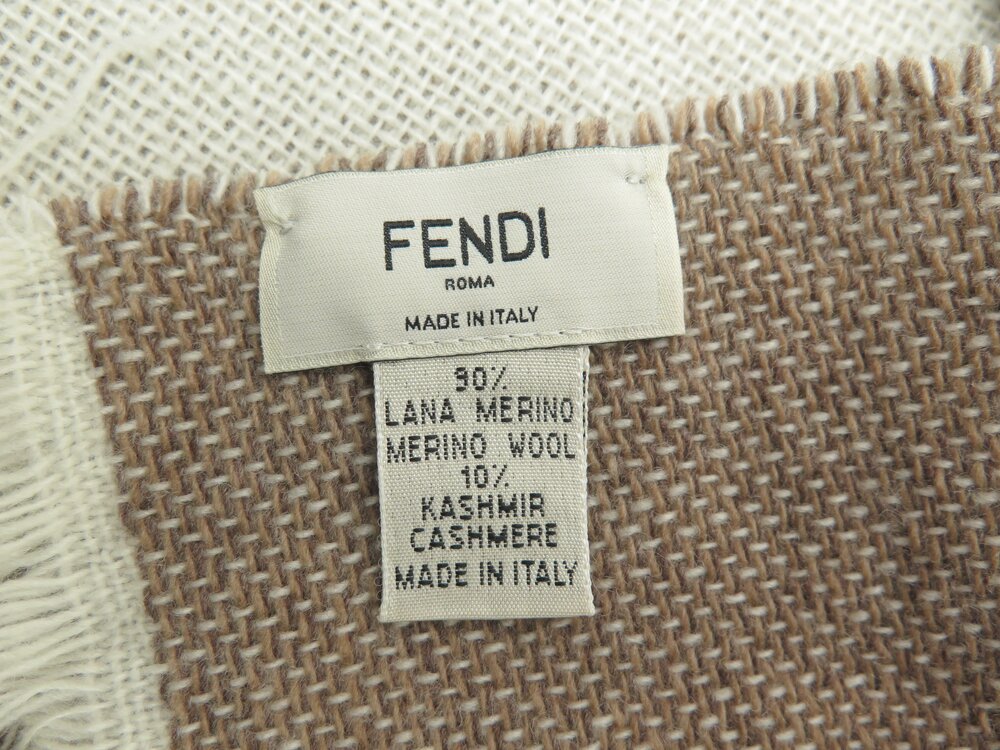 FENDI
ROMA
MADE IN ITALY
90%
LANA MERINO
MERINO WOOL
10%
KASHMIR
CASHMERE
MADE IN ITALY